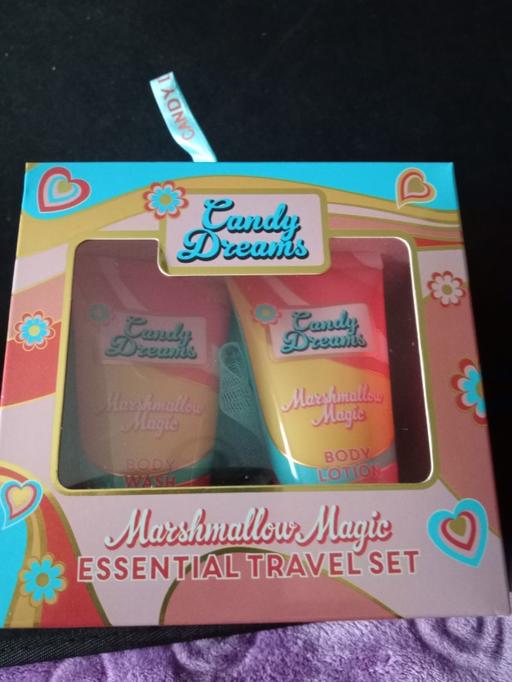 CANDY D
Candy
Dreams
Candy
Dreams
Marshmallow
Magic
BODY
WASH
Candy
Dreams
Marshmallow
Magic
BODY
LOTION
Marshmallow Magic
ESSENTIAL TRAVEL SET